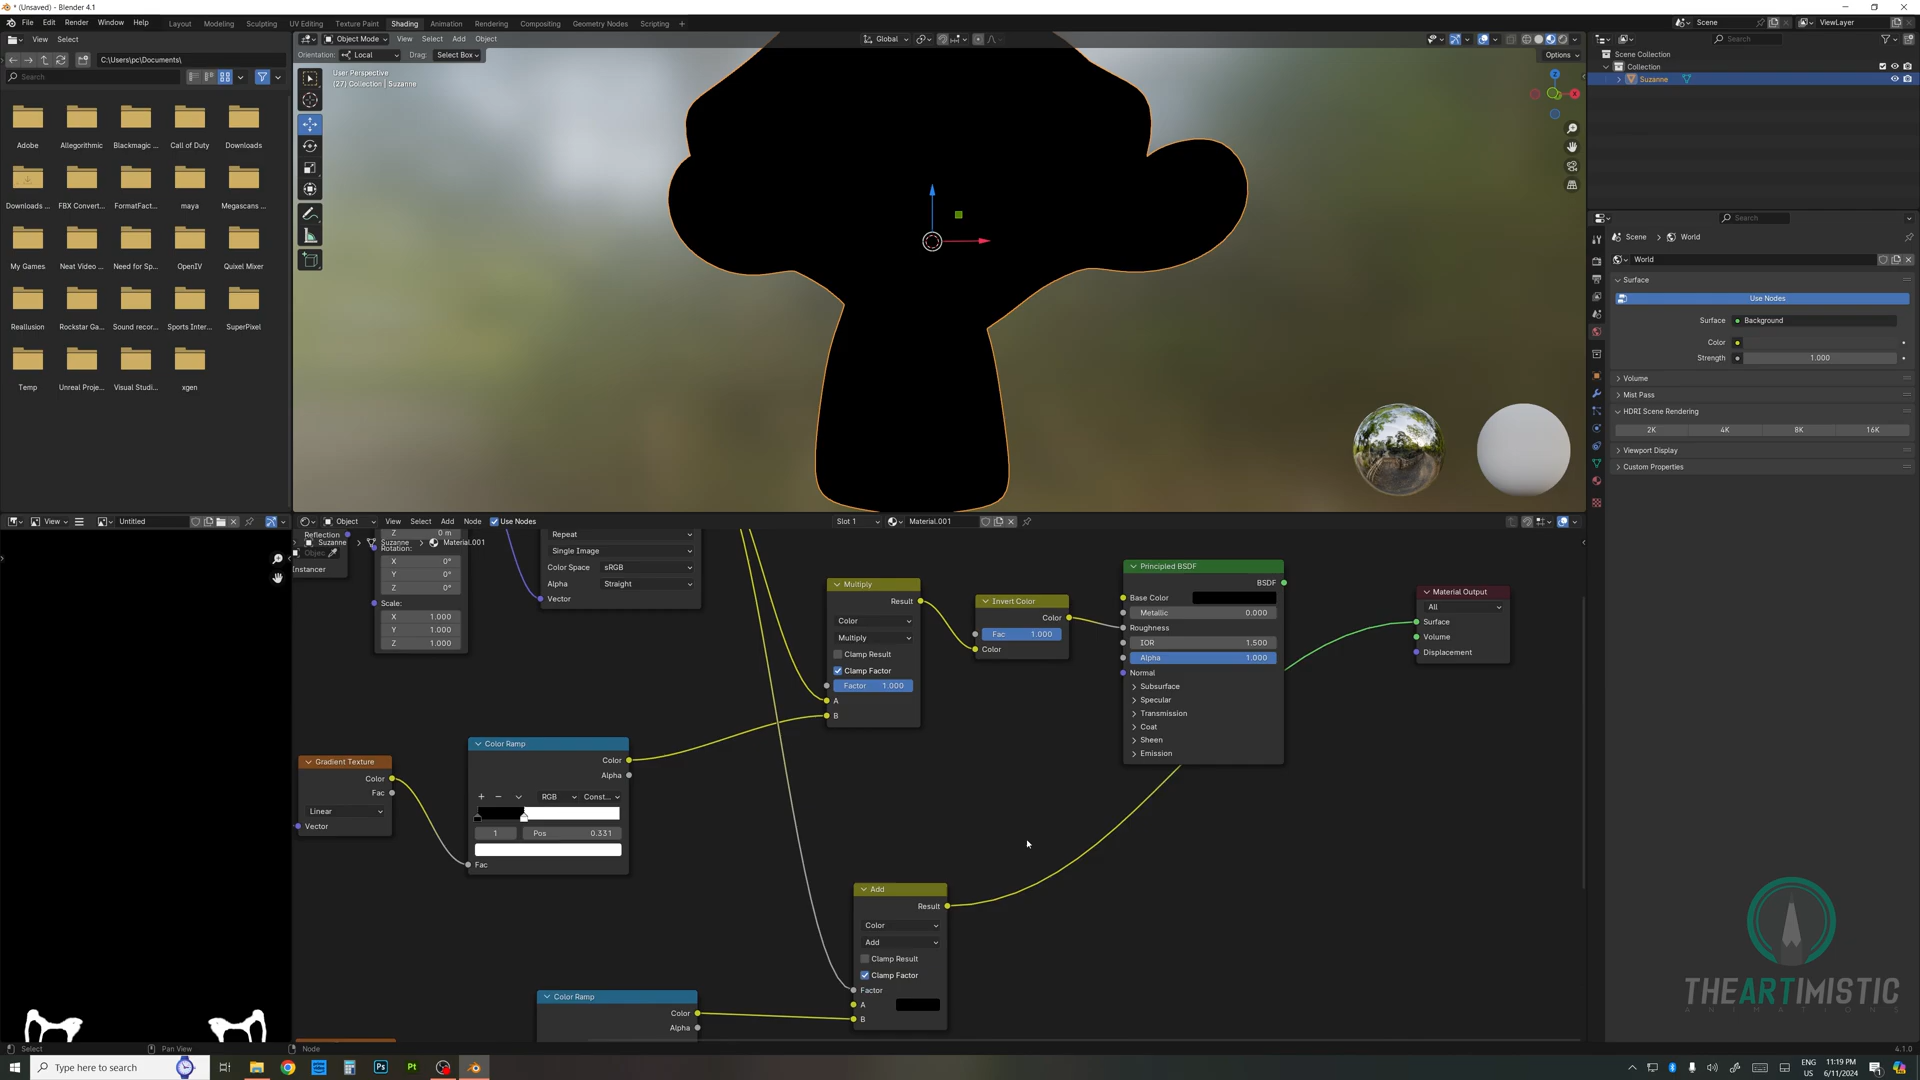 * (Unsaved) - Blender 4.1
File Edit Render Window Help
Layout Modeling Sculpting UV Editing Texture Paint Shading Animation Rendering Compositing Geometry Nodes Scripting +
Scene
ViewLayer
View Select
Object Mode View Select Add Object
Global
Orientation: Local Drag: Select Box
Options
C:\Users\pc\Documents\
Search
Adobe Allegorithmic Blackmagic ... Call of Duty Downloads
Downloads ... FBX Convert... FormatFact... maya Megascans ...
My Games Neat Video ... Need for Sp... OpenIV Quixel Mixer
Reallusion Rockstar Ga... Sound recor... Sports Inter... SuperPixel
Temp Unreal Proje... Visual Studi... xgen
User Perspective
(27) Collection | Suzanne
Z
X
Search
Scene Collection
Collection
Suzanne
Search
Scene > World
World
Surface
Use Nodes
Surface Background
Color
Strength 1.000
Volume
Mist Pass
HDRI Scene Rendering
2K 4K 8K 16K
Viewport Display
Custom Properties
View Untitled
Object View Select Add Node Use Nodes
Slot 1 Material.001
Suzanne > Suzanne > Material.001
Reflection
Objec
Instancer
Z 0 m
Rotation:
X 0°
Y 0°
Z 0°
Scale:
X 1.000
Y 1.000
Z 1.000
Repeat
Single Image
Color Space sRGB
Alpha Straight
Vector
Multiply
Result
Color
Multiply
Clamp Result
Clamp Factor
Factor 1.000
A
B
Invert Color
Color
Fac 1.000
Color
Principled BSDF
BSDF
Base Color
Metallic 0.000
Roughness
IOR 1.500
Alpha 1.000
Normal
Subsurface
Specular
Transmission
Coat
Sheen
Emission
Material Output
All
Surface
Volume
Displacement
Gradient Texture
Color
Fac
Linear
Vector
Color Ramp
Color
Alpha
+ − RGB Const...
1 Pos 0.331
Fac
Add
Result
Color
Add
Clamp Result
Clamp Factor
Factor
A
B
Color Ramp
Color
Alpha
THEARTIMISTIC
ANIMATIONS
Select Pan View Node
4.1.0
Type here to search
Ps
Pt
ENG
US
11:19 PM
6/11/2024